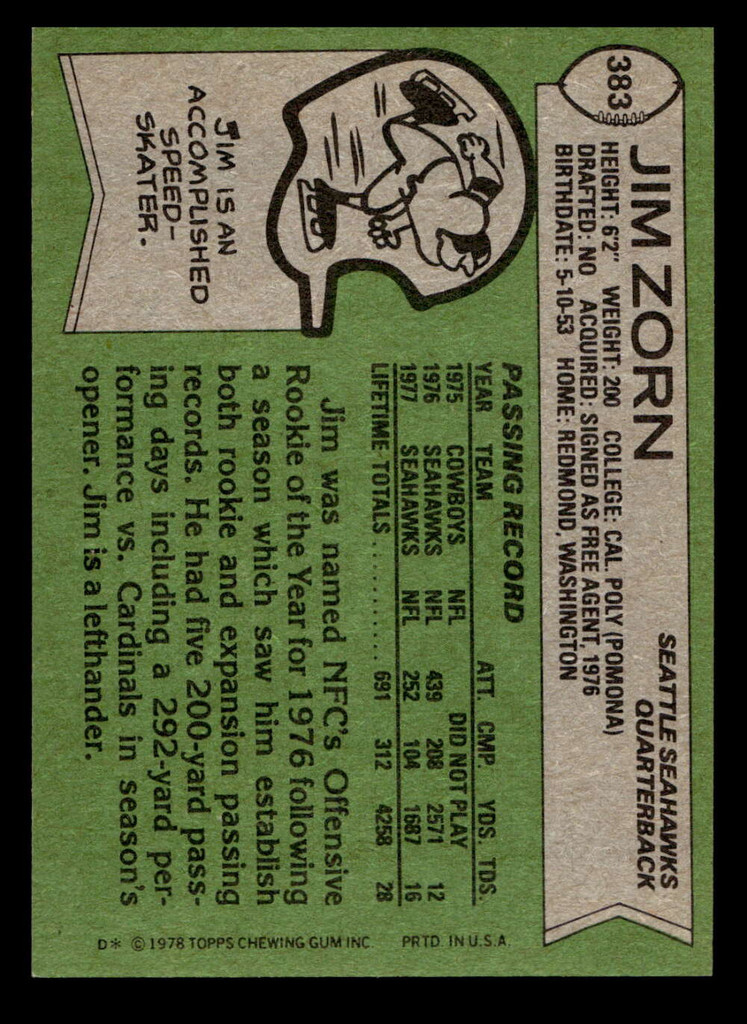 383
JIM ZORN
SEATTLE SEAHAWKS
QUARTERBACK
HEIGHT: 6'2" WEIGHT: 200 COLLEGE: CAL. POLY (POMONA)
DRAFTED: NO ACQUIRED: SIGNED AS FREE AGENT, 1976
BIRTHDATE: 5-10-53 HOME: REDMOND, WASHINGTON
JIM IS AN
ACCOMPLISHED
SPEED-
SKATER.
PASSING RECORD
YEAR TEAM ATT. CMP. YDS. TDS.
1975 COWBOYS NFL DID NOT PLAY
1976 SEAHAWKS NFL 439 208 2571 12
1977 SEAHAWKS NFL 252 104 1687 16
LIFETIME-TOTALS .......... 691 312 4258 28
Jim was named NFC's Offensive
Rookie of the Year for 1976 following
a season which saw him establish
both rookie and expansion passing
records. He had five 200-yard pass-
ing days including a 292-yard per-
formance vs. Cardinals in season's
opener. Jim is a lefthander.
D* © 1978 TOPPS CHEWING GUM INC. PRTD. IN U.S.A.